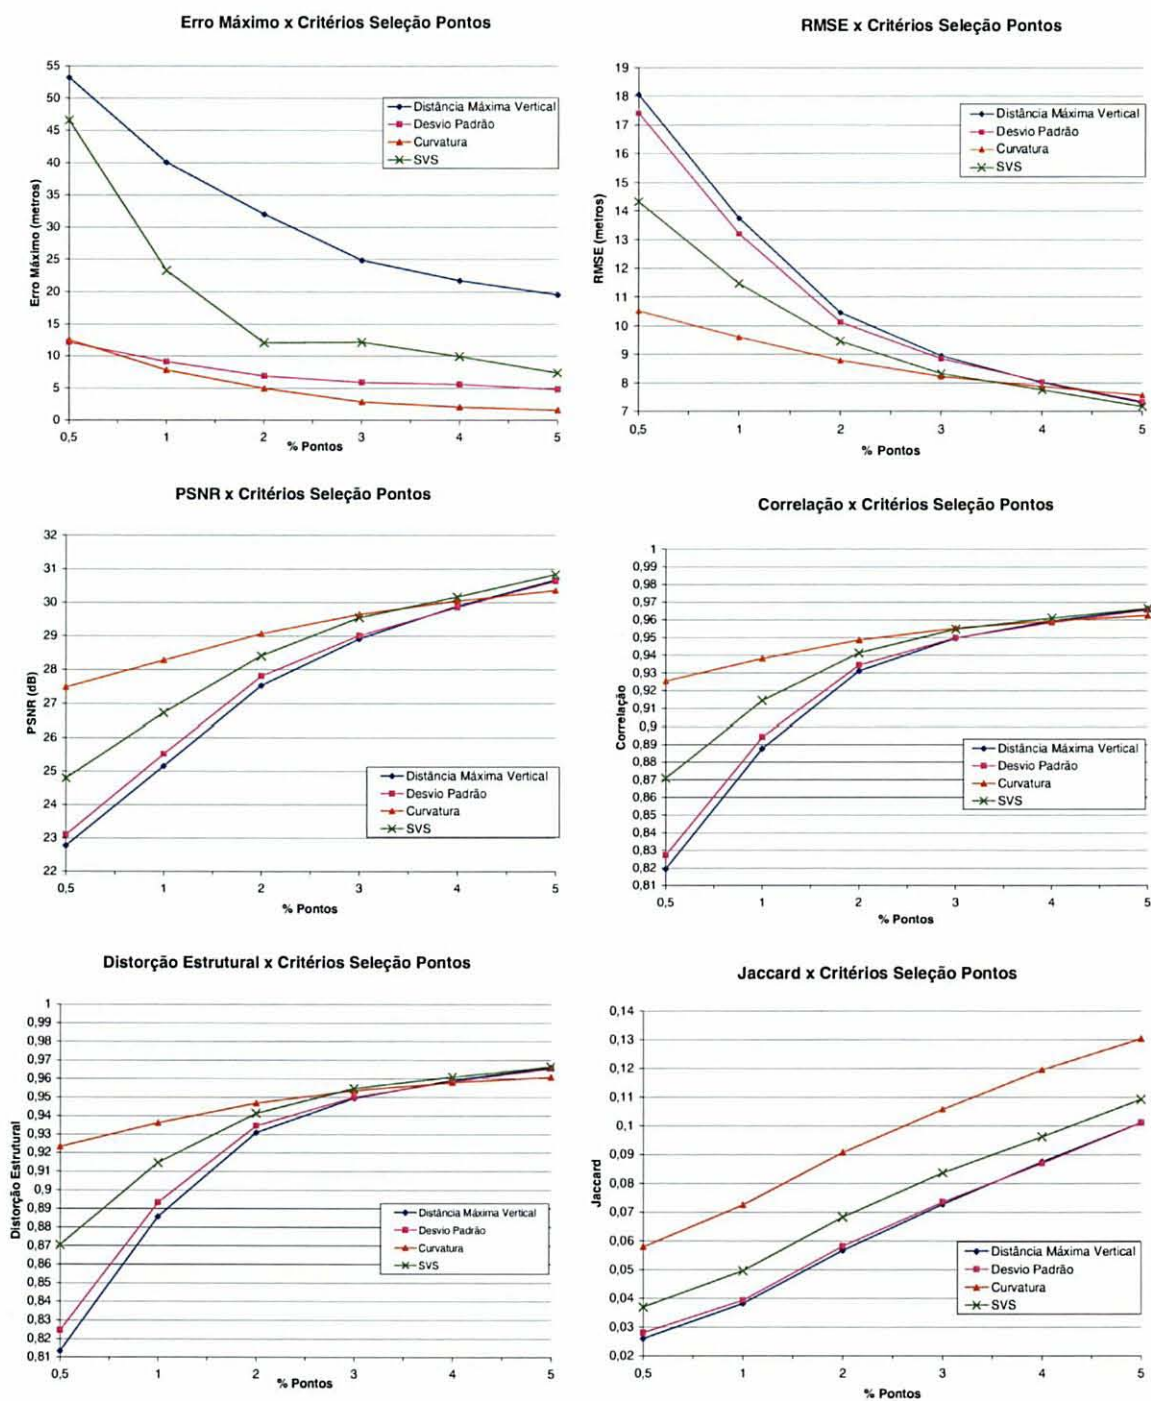 Erro Máximo x Critérios Seleção Pontos
55
50
45
40
35
30
25
20
15
10
5
0
Erro Máximo (metros)
Distância Máxima Vertical
Desvio Padrão
Curvatura
SVS
0,5 1 2 3 4 5
% Pontos
RMSE x Critérios Seleção Pontos
19
18
17
16
15
14
13
12
11
10
9
8
7
RMSE (metros)
Distância Máxima Vertical
Desvio Padrão
Curvatura
SVS
0,5 1 2 3 4 5
% Pontos
PSNR x Critérios Seleção Pontos
32
31
30
29
28
27
26
25
24
23
22
PSNR (dB)
Distância Máxima Vertical
Desvio Padrão
Curvatura
SVS
0,5 1 2 3 4 5
% Pontos
Correlação x Critérios Seleção Pontos
1
0,99
0,98
0,97
0,96
0,95
0,94
0,93
0,92
0,91
0,9
0,89
0,88
0,87
0,86
0,85
0,84
0,83
0,82
0,81
Correlação
Distância Máxima Vertical
Desvio Padrão
Curvatura
SVS
0,5 1 2 3 4 5
% Pontos
Distorção Estrutural x Critérios Seleção Pontos
1
0,99
0,98
0,97
0,96
0,95
0,94
0,93
0,92
0,91
0,9
0,89
0,88
0,87
0,86
0,85
0,84
0,83
0,82
0,81
Distorção Estrutural
Distância Máxima Vertical
Desvio Padrão
Curvatura
SVS
0,5 1 2 3 4 5
% Pontos
Jaccard x Critérios Seleção Pontos
0,14
0,13
0,12
0,11
0,1
0,09
0,08
0,07
0,06
0,05
0,04
0,03
0,02
Jaccard
Distância Máxima Vertical
Desvio Padrão
Curvatura
SVS
0,5 1 2 3 4 5
% Pontos